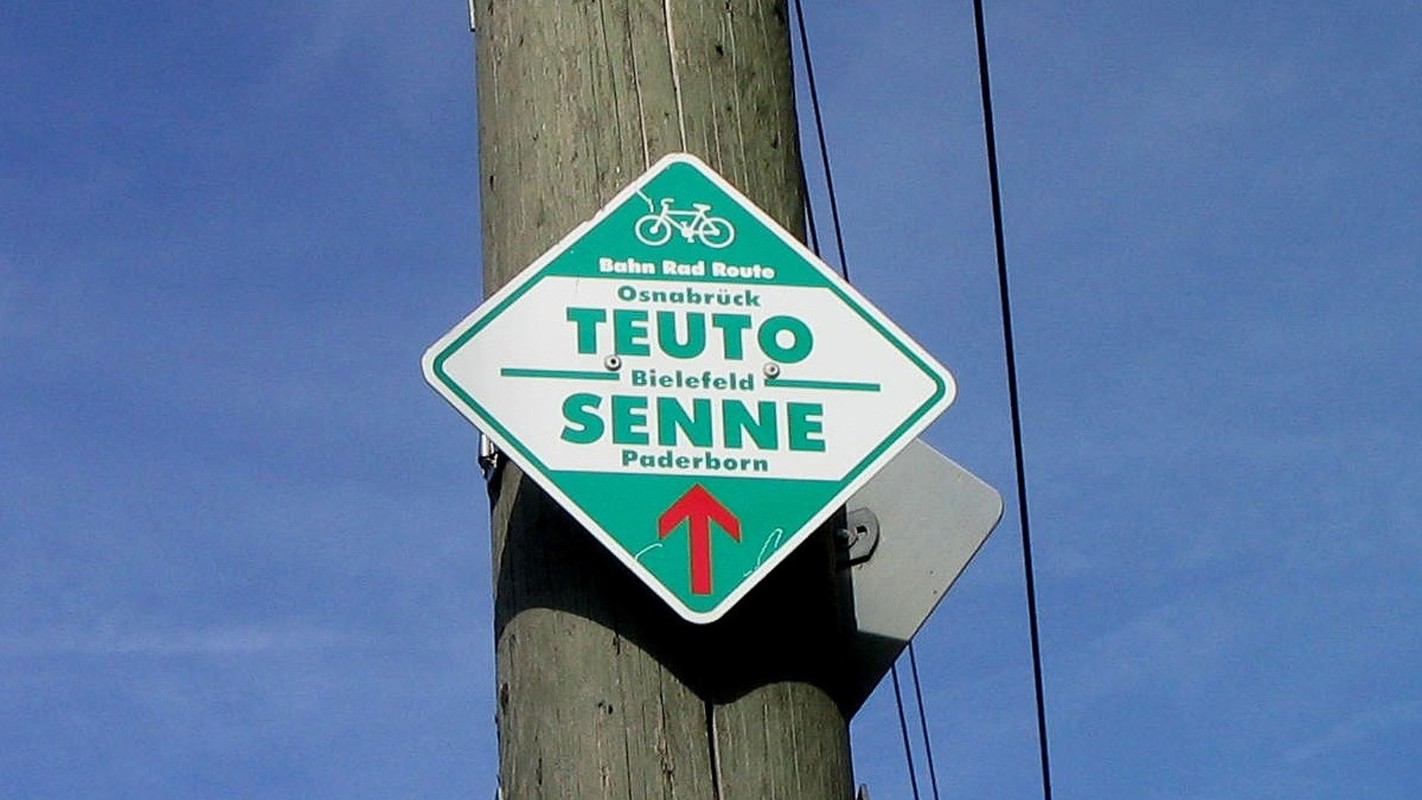 Bahn Rad Route
Osnabrück
TEUTO
Bielefeld
SENNE
Paderborn